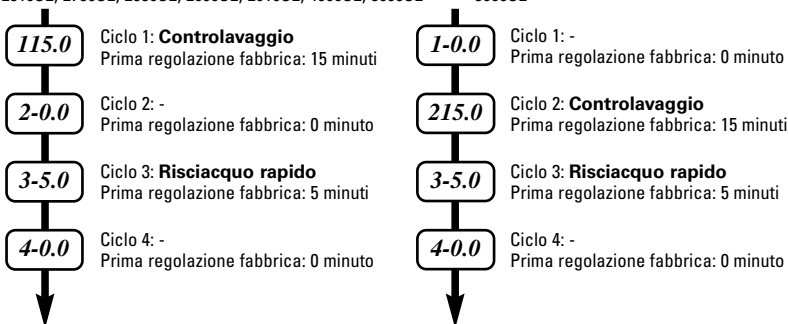 115.0
Ciclo 1: Controlavaggio
Prima regolazione fabbrica: 15 minuti
2-0.0
Ciclo 2: -
Prima regolazione fabbrica: 0 minuto
3-5.0
Ciclo 3: Risciacquo rapido
Prima regolazione fabbrica: 5 minuti
4-0.0
Ciclo 4: -
Prima regolazione fabbrica: 0 minuto
1-0.0
Ciclo 1: -
Prima regolazione fabbrica: 0 minuto
215.0
Ciclo 2: Controlavaggio
Prima regolazione fabbrica: 15 minuti
3-5.0
Ciclo 3: Risciacquo rapido
Prima regolazione fabbrica: 5 minuti
4-0.0
Ciclo 4: -
Prima regolazione fabbrica: 0 minuto